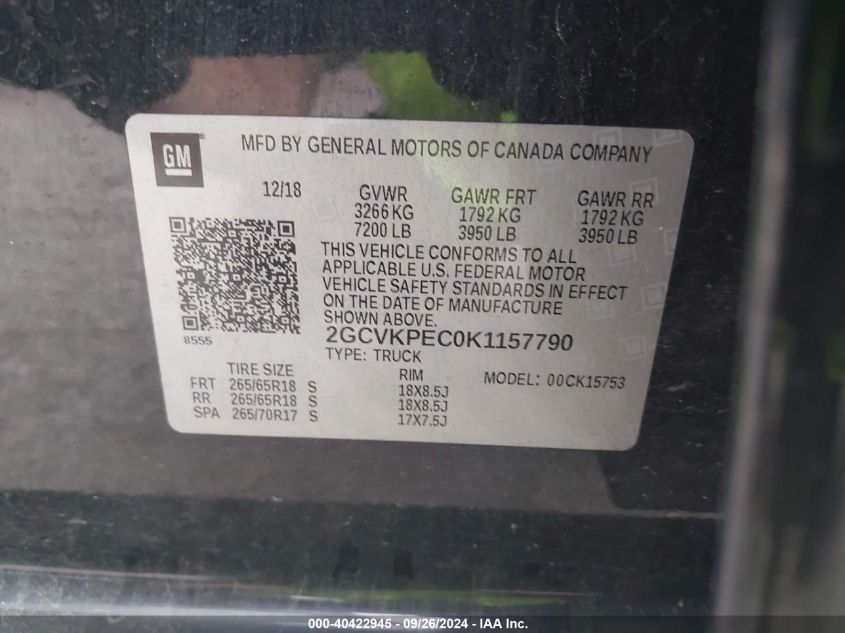 GM
MFD BY GENERAL MOTORS OF CANADA COMPANY
12/18
GVWR GAWR FRT GAWR RR
3266 KG 1792 KG 1792 KG
7200 LB 3950 LB 3950 LB
THIS VEHICLE CONFORMS TO ALL
APPLICABLE U.S. FEDERAL MOTOR
VEHICLE SAFETY STANDARDS IN EFFECT
ON THE DATE OF MANUFACTURE
SHOWN ABOVE.
8555
2GCVKPEC0K1157790
TYPE: TRUCK
TIRE SIZE RIM MODEL: 00CK15753
FRT 265/65R18 S 18X8.5J
RR 265/65R18 S 18X8.5J
SPA 265/70R17 S 17X7.5J
000-40422945 - 09/26/2024 - IAA Inc.